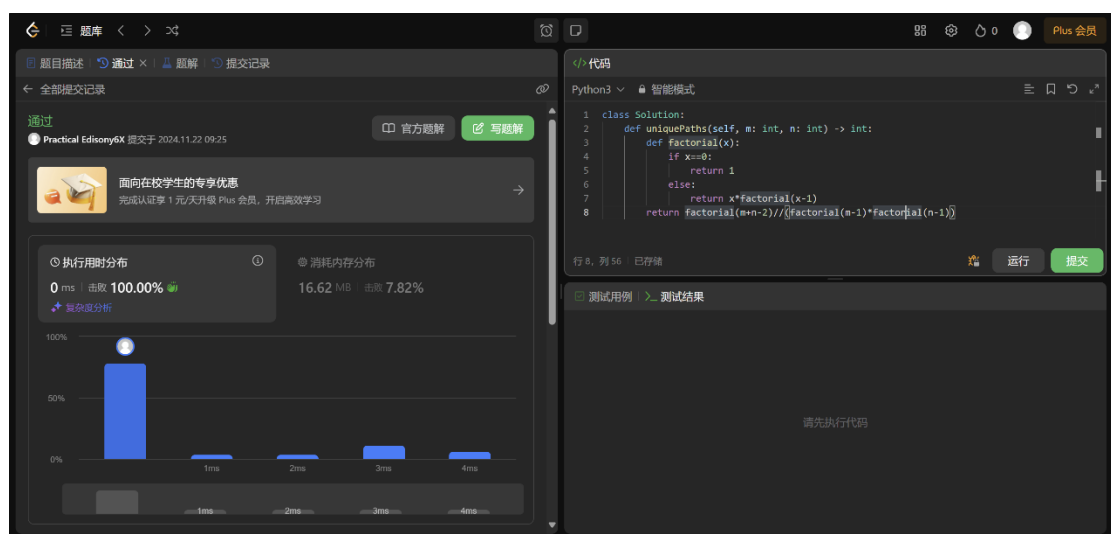 题库
0
Plus 会员
题目描述 通过 题解 提交记录
全部提交记录
通过
Practical Edisony6X 提交于 2024.11.22 09:25
官方题解
写题解
面向在校学生的专享优惠
完成认证享 1 元/天升级 Plus 会员，开启高效学习
执行用时分布
0 ms 击败 100.00%
复杂度分析
消耗内存分布
16.62 MB 击败 7.82%
100%
50%
0%
1ms 2ms 3ms 4ms
1ms 2ms 3ms 4ms
</> 代码
Python3 智能模式
1 class Solution:
2 def uniquePaths(self, m: int, n: int) -> int:
3 def factorial(x):
4 if x==0:
5 return 1
6 else:
7 return x*factorial(x-1)
8 return factorial(m+n-2)//(factorial(m-1)*factorial(n-1))
行 8, 列 56 已存储
运行
提交
测试用例 >_ 测试结果
请先执行代码